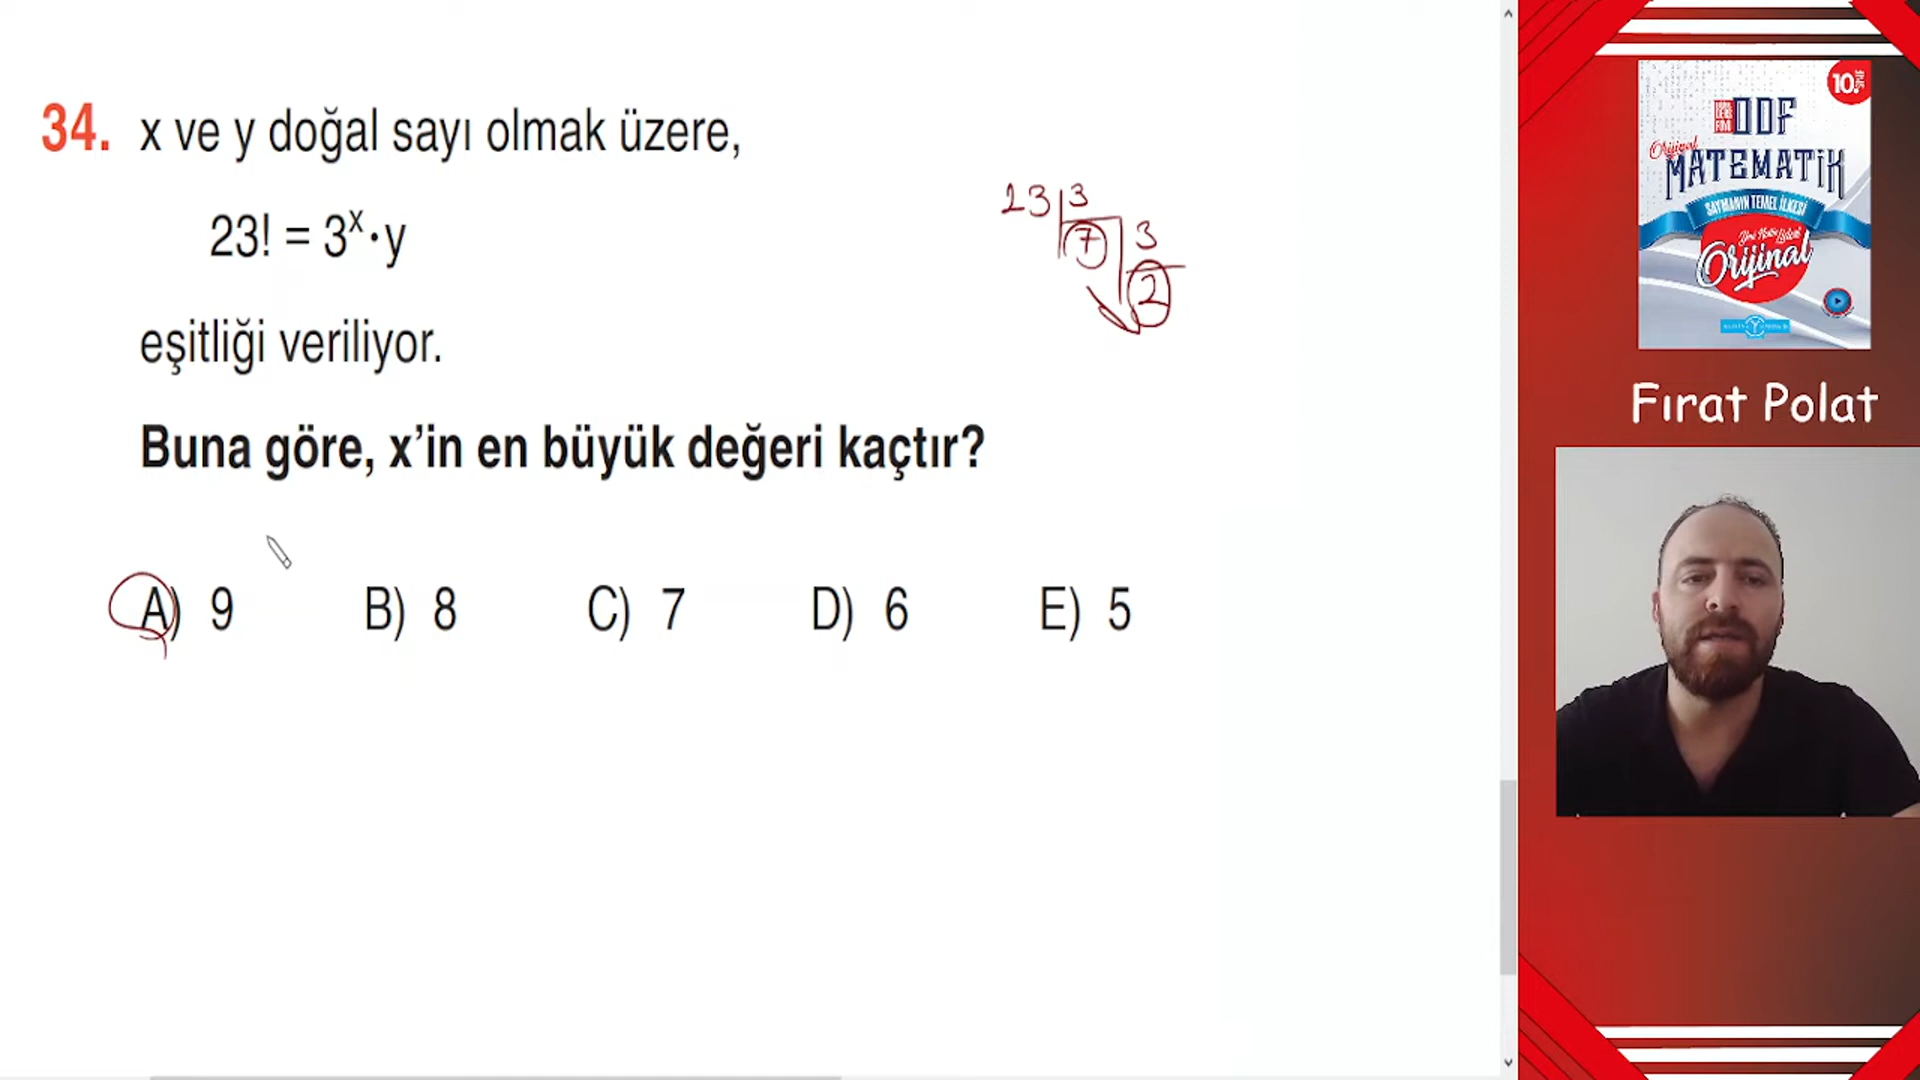 34. x ve y doğal sayı olmak üzere,
23! = 3ˣ · y
eşitliği veriliyor.
Buna göre, x’in en büyük değeri kaçtır?
A) 9 B) 8 C) 7 D) 6 E) 5
23 3
7 3
2
10.
ODF
Orijinal
MATEMATİK
SAYMANIN TEMEL İLKESİ
Orijinal
Fırat Polat